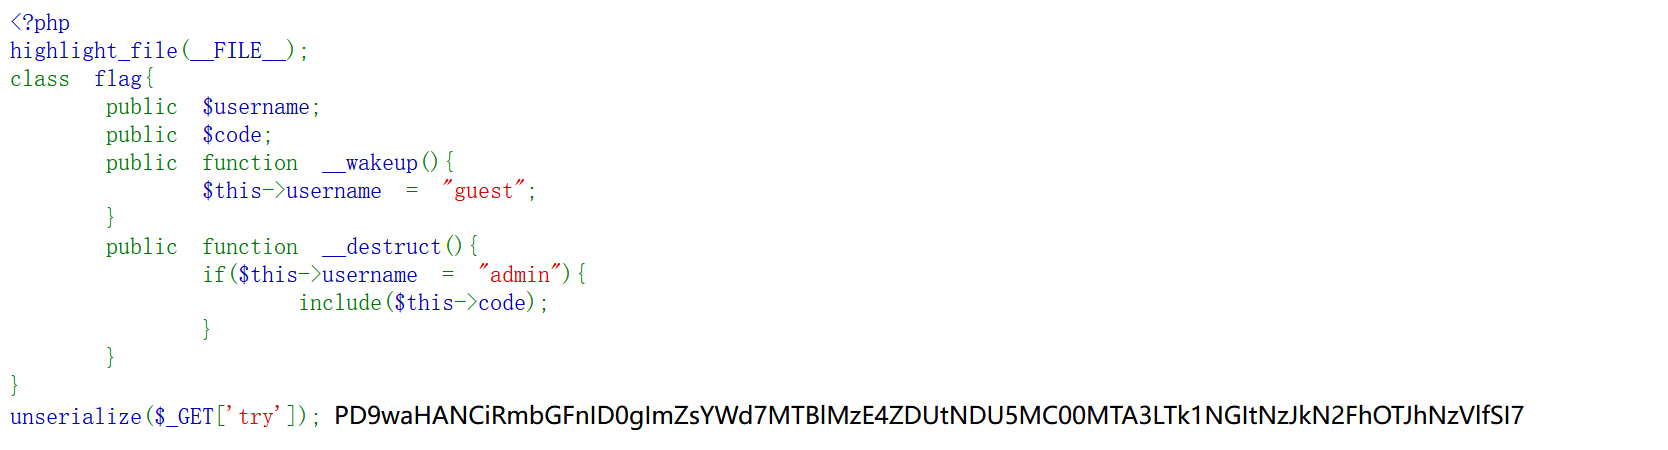 <?php
highlight_file(__FILE__);
class flag{
public $username;
public $code;
public function __wakeup(){
$this->username = "guest";
}
public function __destruct(){
if($this->username = "admin"){
include($this->code);
}
}
}
unserialize($_GET['try']); PD9waHANCiRmbGFnID0gImZsYWd7MTBlMzE4ZDUtNDU5MC00MTA3LTk1NGItNzJkN2FhOTJhNzVlfSI7